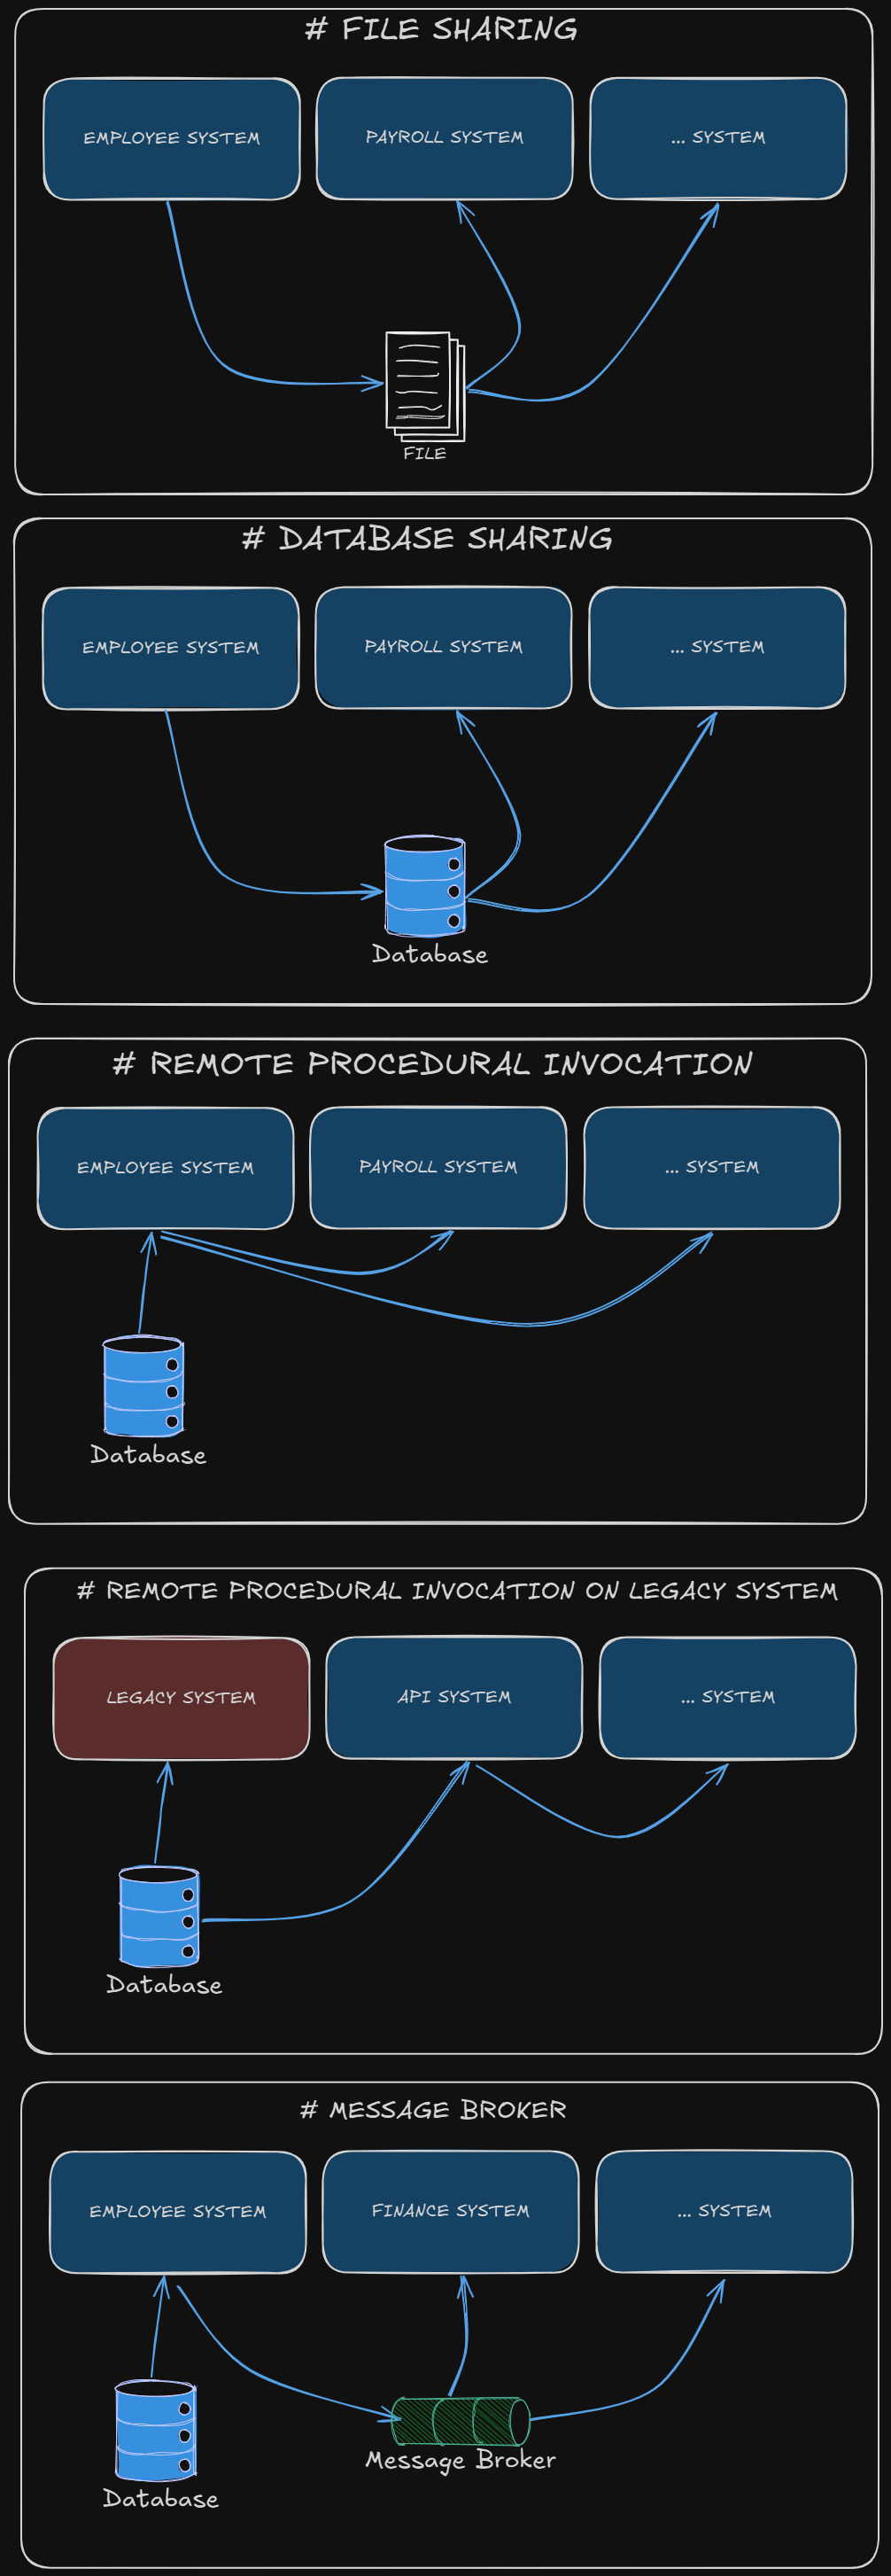 # FILE SHARING
EMPLOYEE SYSTEM
PAYROLL SYSTEM
... SYSTEM
FILE
# DATABASE SHARING
EMPLOYEE SYSTEM
PAYROLL SYSTEM
... SYSTEM
Database
# REMOTE PROCEDURAL INVOCATION
EMPLOYEE SYSTEM
PAYROLL SYSTEM
... SYSTEM
Database
# REMOTE PROCEDURAL INVOCATION ON LEGACY SYSTEM
LEGACY SYSTEM
API SYSTEM
... SYSTEM
Database
# MESSAGE BROKER
EMPLOYEE SYSTEM
FINANCE SYSTEM
... SYSTEM
Message Broker
Database